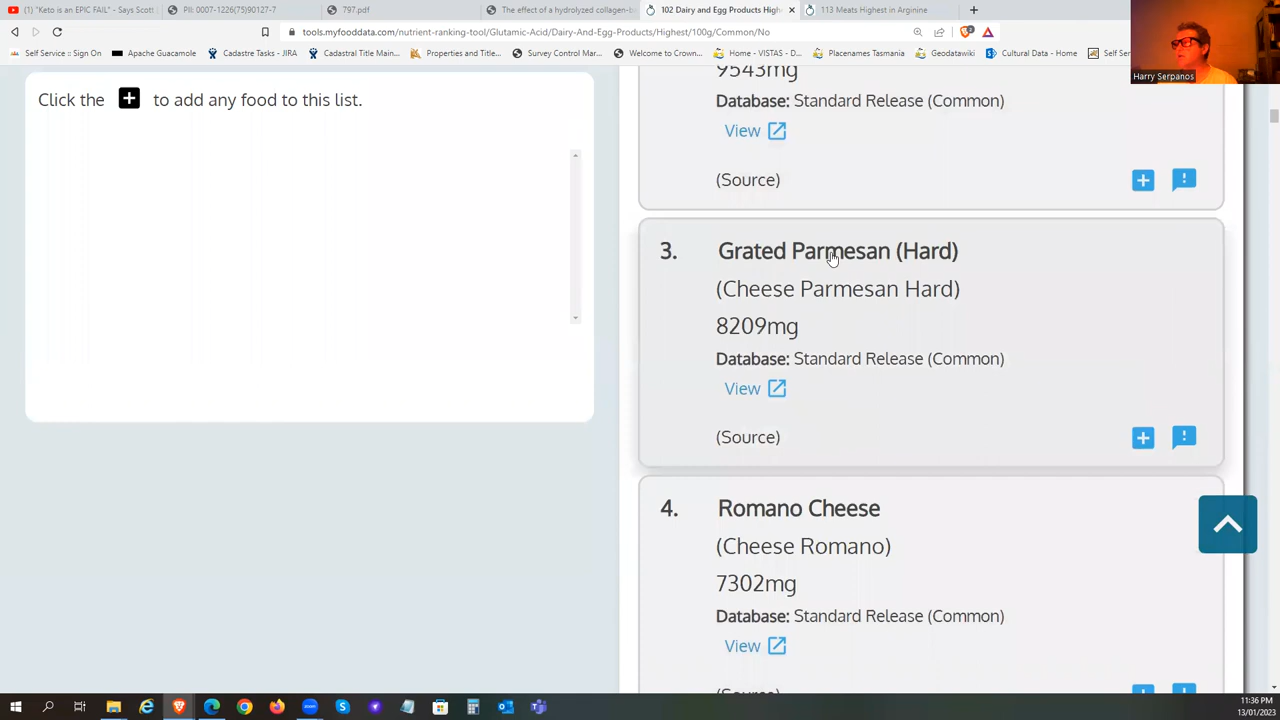 (1) "Keto is an EPIC FAIL" - Says Scott
PII: 0007-1226(75)90127-7
797.pdf
The effect of a hydrolyzed collagen-b
102 Dairy and Egg Products High
113 Meats Highest in Arginine
tools.myfooddata.com/nutrient-ranking-tool/Glutamic-Acid/Dairy-And-Egg-Products/Highest/100g/Common/No
Self Service :: Sign On
Apache Guacamole
Cadastre Tasks - JIRA
Cadastral Title Main...
Properties and Title...
Survey Control Mar...
Welcome to Crown...
Home - VISTAS - D...
Placenames Tasmania
Geodatawiki
Cultural Data - Home
Self Serv
Harry Serpanos
Click the + to add any food to this list.
9543mg
Database: Standard Release (Common)
View
(Source)
3. Grated Parmesan (Hard)
(Cheese Parmesan Hard)
8209mg
Database: Standard Release (Common)
View
(Source)
4. Romano Cheese
(Cheese Romano)
7302mg
Database: Standard Release (Common)
View
(Source)
11:36 PM
13/01/2023